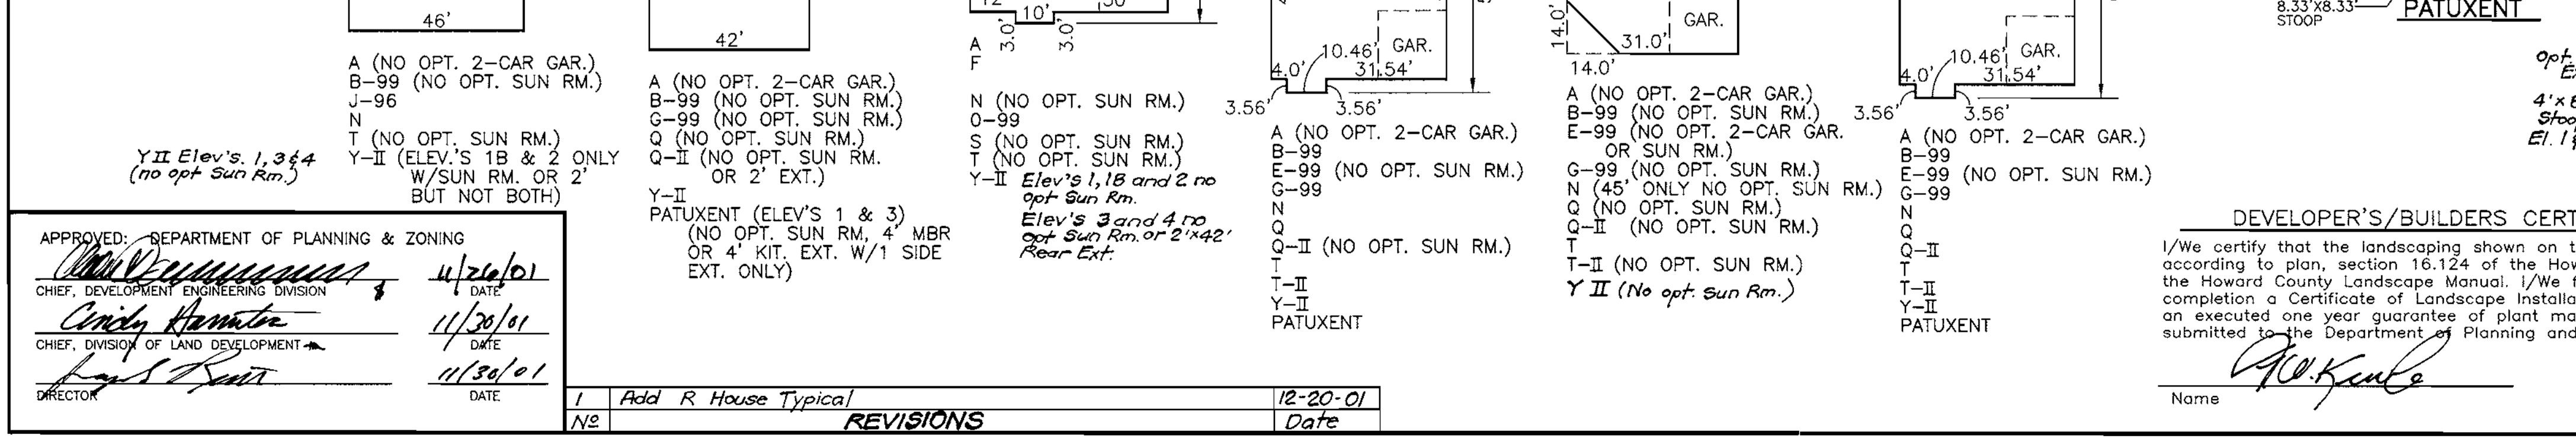 46'
A (NO OPT. 2-CAR GAR.)
B-99 (NO OPT. SUN RM.)
J-96
N
T (NO OPT. SUN RM.)
Y-II (ELEV.'S 1B & 2 ONLY
W/SUN RM. OR 2'
BUT NOT BOTH)
Y II Elev's. 1, 3 & 4
(no opt Sun Rm.)
42'
A (NO OPT. 2-CAR GAR.)
B-99 (NO OPT. SUN RM.)
G-99 (NO OPT. SUN RM.)
Q (NO OPT. SUN RM.)
Q-II (NO OPT. SUN RM.
OR 2' EXT.)
Y-II
PATUXENT (ELEV'S 1 & 3)
(NO OPT. SUN RM, 4' MBR
OR 4' KIT. EXT. W/1 SIDE
EXT. ONLY)
12
10'
30
3.0'
3.0'
A
F
N (NO OPT. SUN RM.)
O-99
S (NO OPT. SUN RM.)
T (NO OPT. SUN RM.)
Y-II Elev's 1, 1B and 2 no
opt Sun Rm.
Elev's 3 and 4 no
opt Sun Rm. or 2'x42'
Rear Ext.
GAR.
10.46'
4.0'
31.54'
3.56'
3.56'
A (NO OPT. 2-CAR GAR.)
B-99
E-99 (NO OPT. SUN RM.)
G-99
N
Q
Q-II (NO OPT. SUN RM.)
T
T-II
Y-II
PATUXENT
14.0'
GAR.
31.0'
14.0'
A (NO OPT. 2-CAR GAR.)
B-99 (NO OPT. SUN RM.)
E-99 (NO OPT. 2-CAR GAR.
OR SUN RM.)
G-99 (NO OPT. SUN RM.)
N (45' ONLY NO OPT. SUN RM.)
Q (NO OPT. SUN RM.)
Q-II (NO OPT. SUN RM.)
T
T-II (NO OPT. SUN RM.)
Y II (No opt. Sun Rm.)
10.46'
GAR.
4.0'
31.54'
3.56'
3.56'
A (NO OPT. 2-CAR GAR.)
B-99
E-99 (NO OPT. SUN RM.)
G-99
N
Q
Q-II
T
T-II
Y-II
PATUXENT
8.33'X8.33'
STOOP
PATUXENT
opt.
E
4'x
Stoo
El. 1
DEVELOPER'S/BUILDERS CERT
I/We certify that the landscaping shown on t
according to plan, section 16.124 of the How
the Howard County Landscape Manual. I/We f
completion a Certificate of Landscape Installa
an executed one year guarantee of plant ma
submitted to the Department of Planning and
Name
APPROVED: DEPARTMENT OF PLANNING & ZONING
11/26/01
CHIEF, DEVELOPMENT ENGINEERING DIVISION DATE
Cindy Hamilton 11/30/01
CHIEF, DIVISION OF LAND DEVELOPMENT DATE
11/30/01
DIRECTOR DATE
1 Add R House Typical 12-20-01
No REVISIONS Date